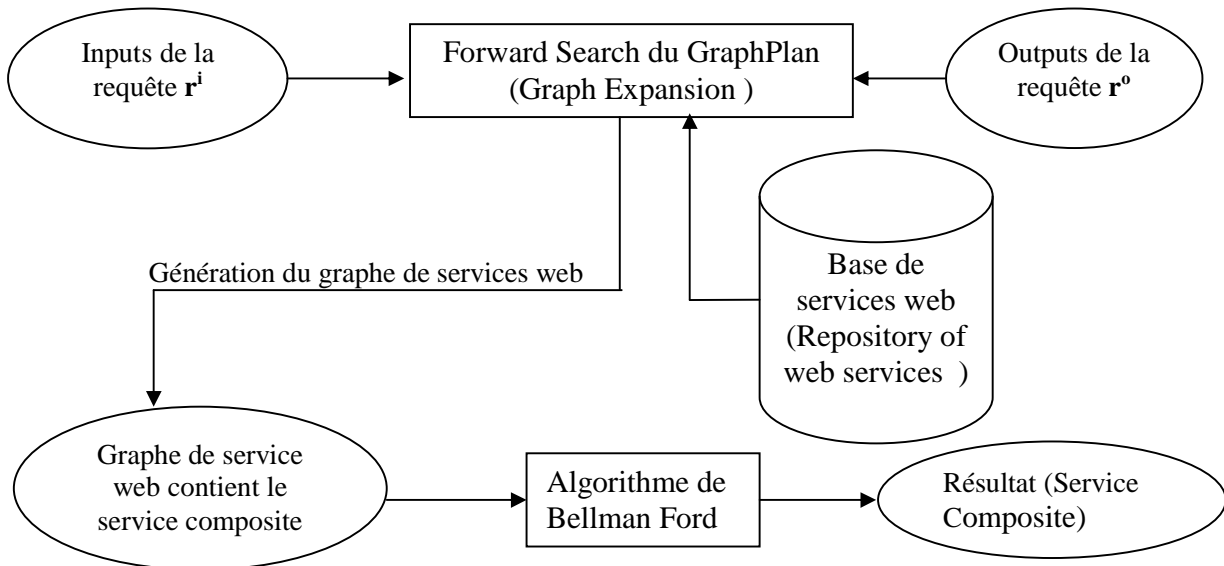 Inputs de la
requête rⁱ
Forward Search du GraphPlan
(Graph Expansion )
Outputs de la
requête rᵒ
Génération du graphe de services web
Base de
services web
(Repository of
web services )
Graphe de service
web contient le
service composite
Algorithme de
Bellman Ford
Résultat (Service
Composite)